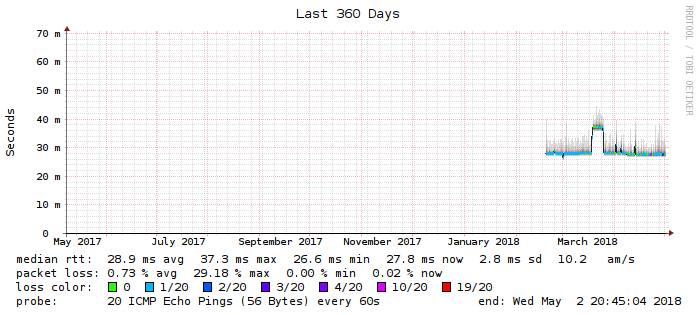 Last 360 Days
RRDTOOL / TOBI OETIKER
70 m
60 m
50 m
40 m
30 m
20 m
10 m
0
Seconds
May 2017 July 2017 September 2017 November 2017 January 2018 March 2018
median rtt: 28.9 ms avg 37.3 ms max 26.6 ms min 27.8 ms now 2.8 ms sd 10.2 am/s
packet loss: 0.73 % avg 29.18 % max 0.00 % min 0.02 % now
loss color: 0 1/20 2/20 3/20 4/20 10/20 19/20
probe: 20 ICMP Echo Pings (56 Bytes) every 60s end: Wed May 2 20:45:04 2018